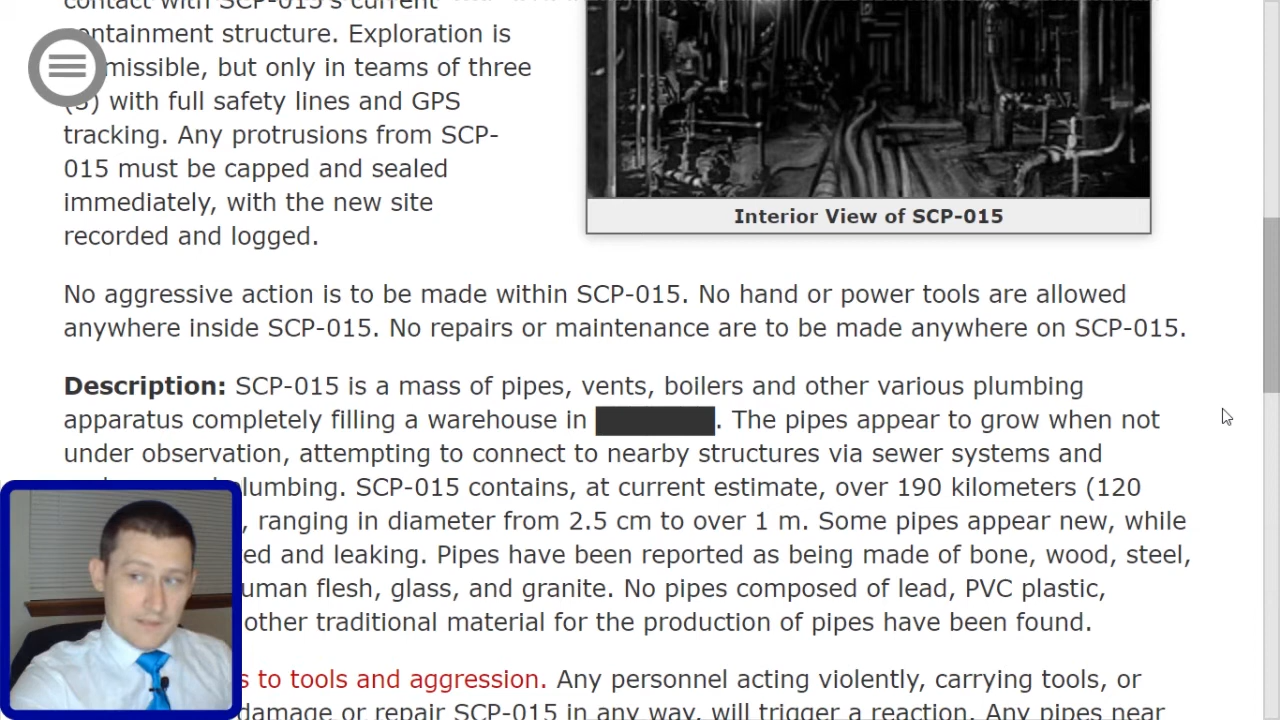 contact with SCP-015's current
containment structure. Exploration is
missible, but only in teams of three
(3) with full safety lines and GPS
tracking. Any protrusions from SCP-
015 must be capped and sealed
immediately, with the new site
recorded and logged.
Interior View of SCP-015
No aggressive action is to be made within SCP-015. No hand or power tools are allowed
anywhere inside SCP-015. No repairs or maintenance are to be made anywhere on SCP-015.
Description: SCP-015 is a mass of pipes, vents, boilers and other various plumbing
apparatus completely filling a warehouse in . The pipes appear to grow when not
under observation, attempting to connect to nearby structures via sewer systems and
plumbing. SCP-015 contains, at current estimate, over 190 kilometers (120
, ranging in diameter from 2.5 cm to over 1 m. Some pipes appear new, while
ed and leaking. Pipes have been reported as being made of bone, wood, steel,
uman flesh, glass, and granite. No pipes composed of lead, PVC plastic,
other traditional material for the production of pipes have been found.
s to tools and aggression. Any personnel acting violently, carrying tools, or
damage or repair SCP-015 in any way, will trigger a reaction. Any pipes near